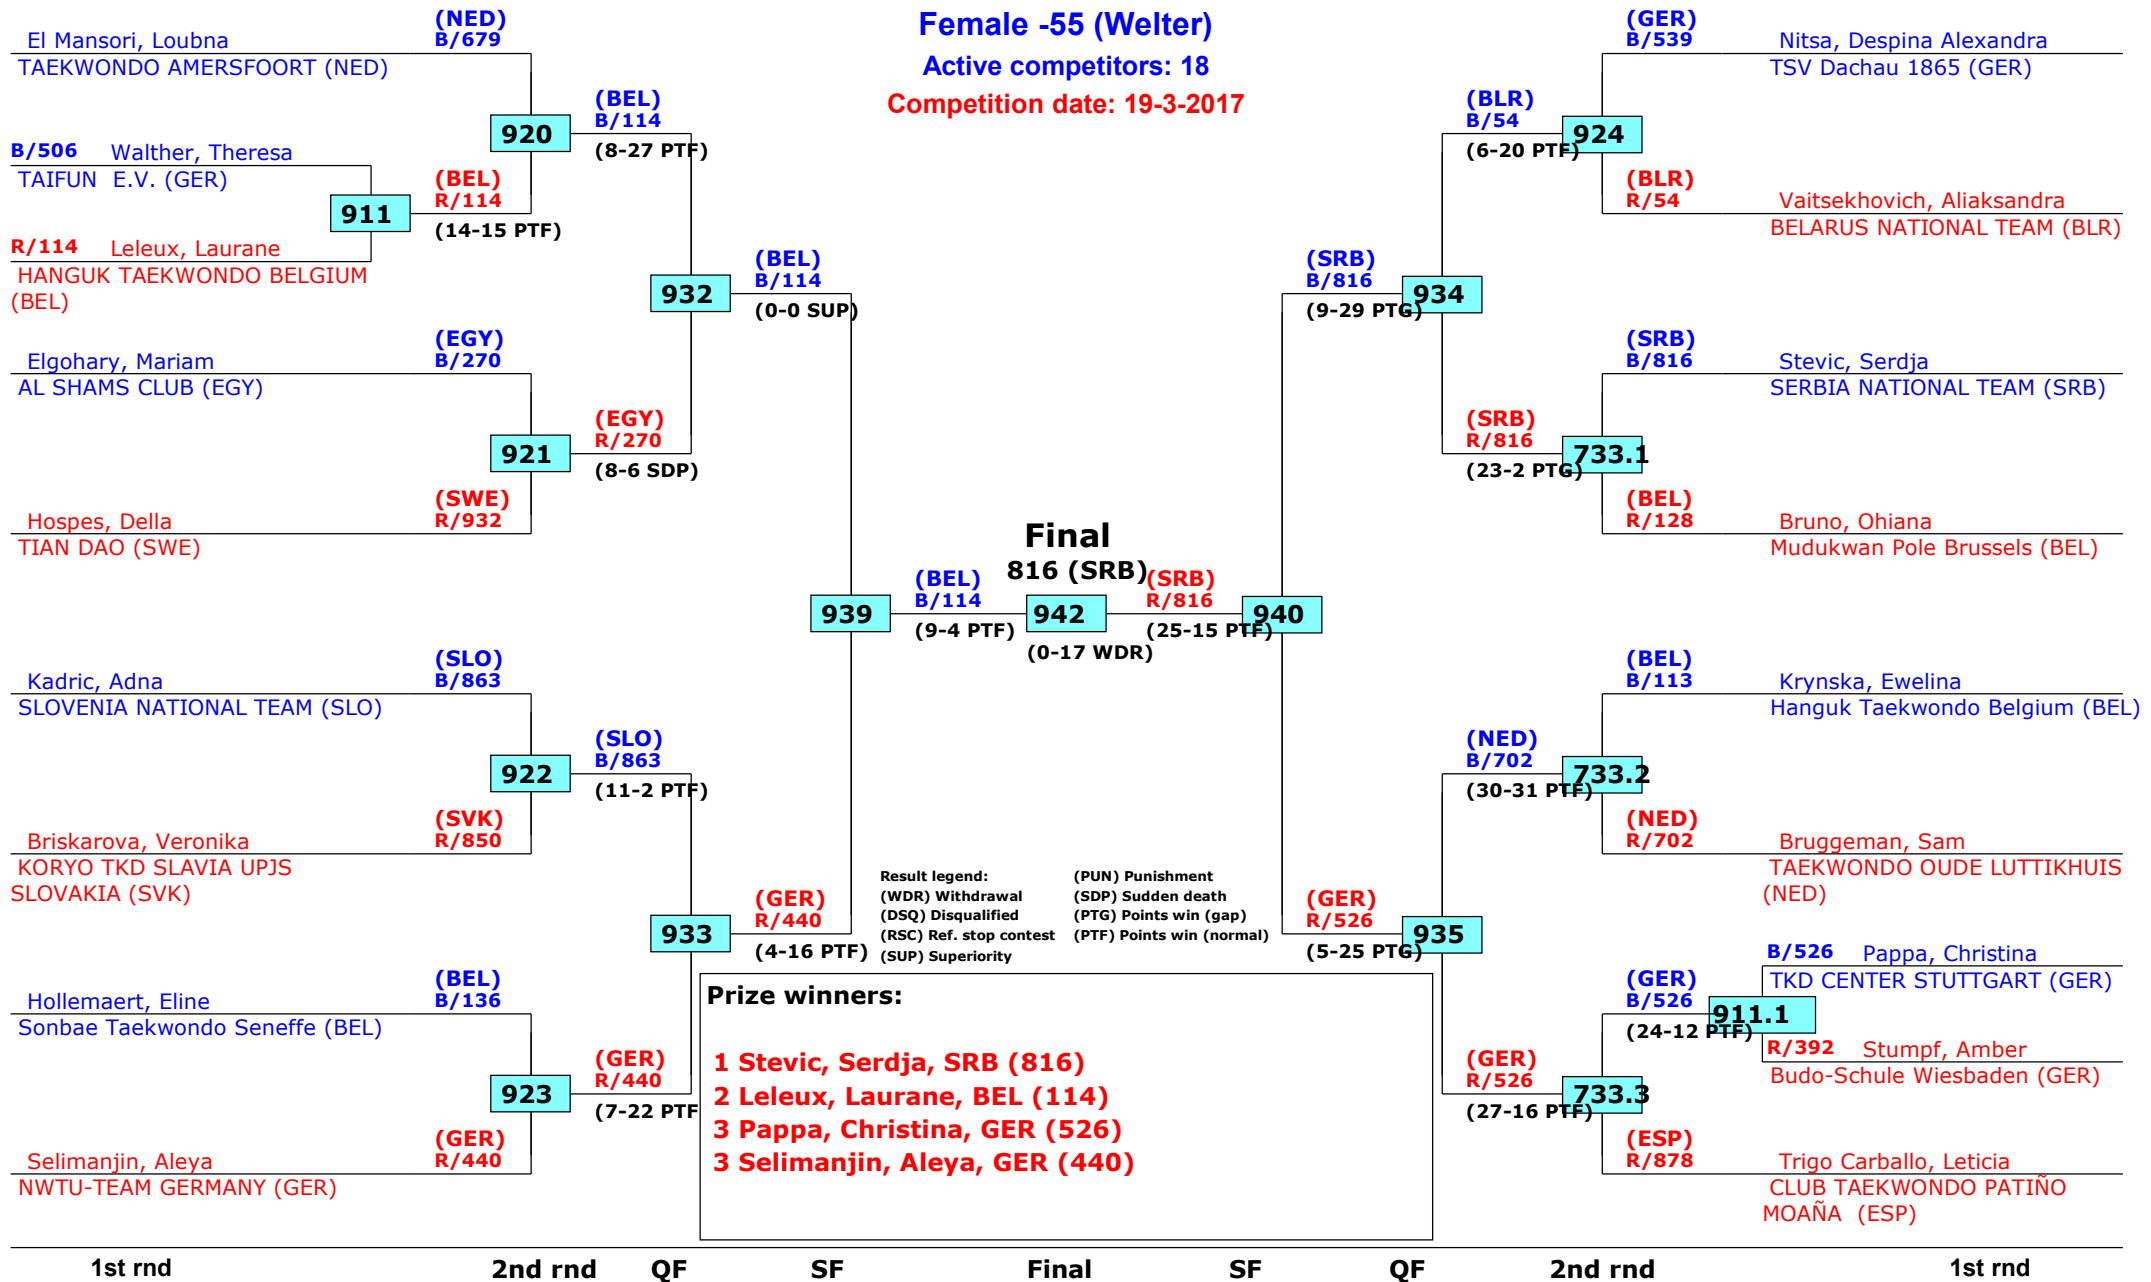 Female -55 (Welter)
Active competitors: 18
Competition date: 19-3-2017
(NED)
El Mansori, Loubna B/679
TAEKWONDO AMERSFOORT (NED)
920
(BEL)
B/114
(8-27 PTF)
B/506 Walther, Theresa
TAIFUN E.V. (GER)
911
(BEL)
R/114
(14-15 PTF)
R/114 Leleux, Laurane
HANGUK TAEKWONDO BELGIUM
(BEL)
932
(BEL)
B/114
(0-0 SUP)
(EGY)
Elgohary, Mariam B/270
AL SHAMS CLUB (EGY)
921
(EGY)
R/270
(8-6 SDP)
(SWE)
Hospes, Della R/932
TIAN DAO (SWE)
939
(BEL)
B/114
(9-4 PTF)
(SLO)
Kadric, Adna B/863
SLOVENIA NATIONAL TEAM (SLO)
922
(SLO)
B/863
(11-2 PTF)
(SVK)
Briskarova, Veronika R/850
KORYO TKD SLAVIA UPJS
SLOVAKIA (SVK)
933
(GER)
R/440
(4-16 PTF)
(BEL)
Hollemaert, Eline B/136
Sonbae Taekwondo Seneffe (BEL)
923
(GER)
R/440
(7-22 PTF
(GER)
Selimanjin, Aleya R/440
NWTU-TEAM GERMANY (GER)
Final
816 (SRB)
942
(0-17 WDR)
(SRB)
R/816
(25-15 PTF)
940
(GER)
B/539 Nitsa, Despina Alexandra
TSV Dachau 1865 (GER)
(BLR)
B/54
(6-20 PTF)
924
(BLR)
R/54 Vaitsekhovich, Aliaksandra
BELARUS NATIONAL TEAM (BLR)
(SRB)
B/816
(9-29 PTG)
934
(SRB)
B/816 Stevic, Serdja
SERBIA NATIONAL TEAM (SRB)
(SRB)
R/816
(23-2 PTG)
733.1
(BEL)
R/128 Bruno, Ohiana
Mudukwan Pole Brussels (BEL)
(BEL)
B/113 Krynska, Ewelina
Hanguk Taekwondo Belgium (BEL)
(NED)
B/702
(30-31 PTF)
733.2
(NED)
R/702 Bruggeman, Sam
TAEKWONDO OUDE LUTTIKHUIS
(NED)
(GER)
R/526
(5-25 PTG)
935
B/526 Pappa, Christina
TKD CENTER STUTTGART (GER)
(GER)
B/526
(24-12 PTF)
911.1
R/392 Stumpf, Amber
Budo-Schule Wiesbaden (GER)
(GER)
R/526
(27-16 PTF)
733.3
(ESP)
R/878 Trigo Carballo, Leticia
CLUB TAEKWONDO PATIÑO
MOAÑA (ESP)
Result legend: (PUN) Punishment
(WDR) Withdrawal (SDP) Sudden death
(DSQ) Disqualified (PTG) Points win (gap)
(RSC) Ref. stop contest (PTF) Points win (normal)
(SUP) Superiority
Prize winners:
1 Stevic, Serdja, SRB (816)
2 Leleux, Laurane, BEL (114)
3 Pappa, Christina, GER (526)
3 Selimanjin, Aleya, GER (440)
1st rnd 2nd rnd QF SF Final SF QF 2nd rnd 1st rnd